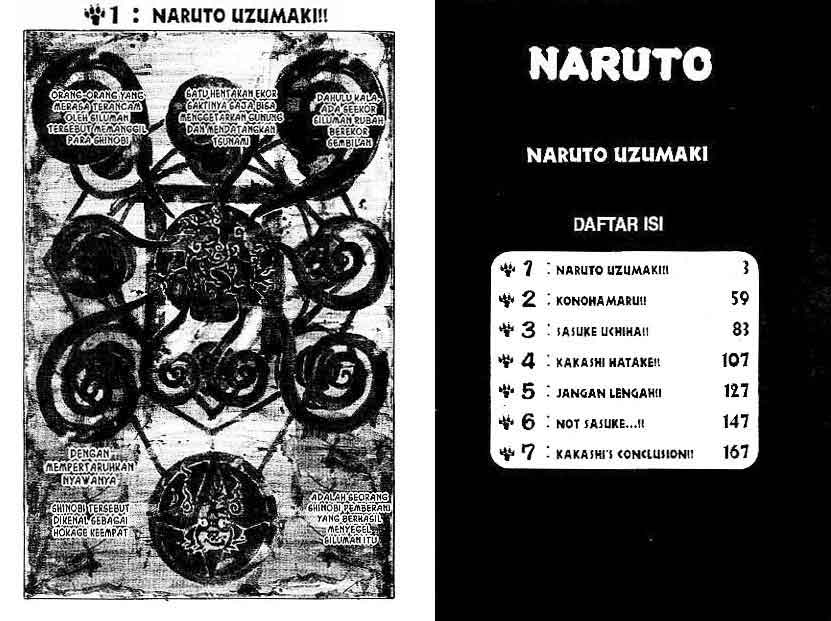 1 : NARUTO UZUMAKI!!
DAHULU KALA
ADA SEEKOR
SILUMAN RUBAH
BEREKOR
SEMBILAN
SATU HENTAKAN EKOR
SAKTINYA SAJA BISA
MENGGETARKAN GUNUNG
DAN MENDATANGKAN
TSUNAMI
ORANG-ORANG YANG
MERASA TERANCAM
OLEH SILUMAN
TERSEBUT MEMANGGIL
PARA SHINOBI
ADALAH SEORANG
SHINOBI PEMBERANI
YANG BERHASIL
MENYEGEL
SILUMAN ITU
DENGAN
MEMPERTARUHKAN
NYAWANYA
SHINOBI TERSEBUT
DIKENAL SEBAGAI
HOKAGE KEEMPAT
NARUTO
NARUTO UZUMAKI
DAFTAR ISI
1 : NARUTO UZUMAKI!! 3
2 : KONOHAMARU!! 59
3 : SASUKE UCHIHA!! 83
4 : KAKASHI HATAKE!! 107
5 : JANGAN LENGAH!! 127
6 : NOT SASUKE...!! 147
7 : KAKASHI'S CONCLUSION!! 167